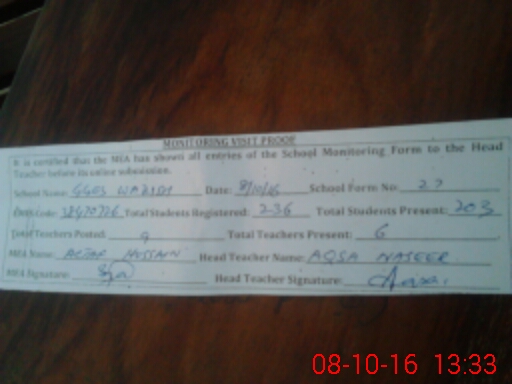 MONITORING VISIT PROOF
It is certified that the MEA has shown all entries of the School Monitoring Form to the Head
Teacher before its online submission.
School Name: GGES Date: 8/10/16 School Form No: 27
Code: Total Students Registered: 236 Total Students Present: 203
Total Teachers Posted: 9 Total Teachers Present: 6
MEA Name: HUSSAIN Head Teacher Name: AQSA NASEER
MEA Signature: Head Teacher Signature:
08-10-16 13:33